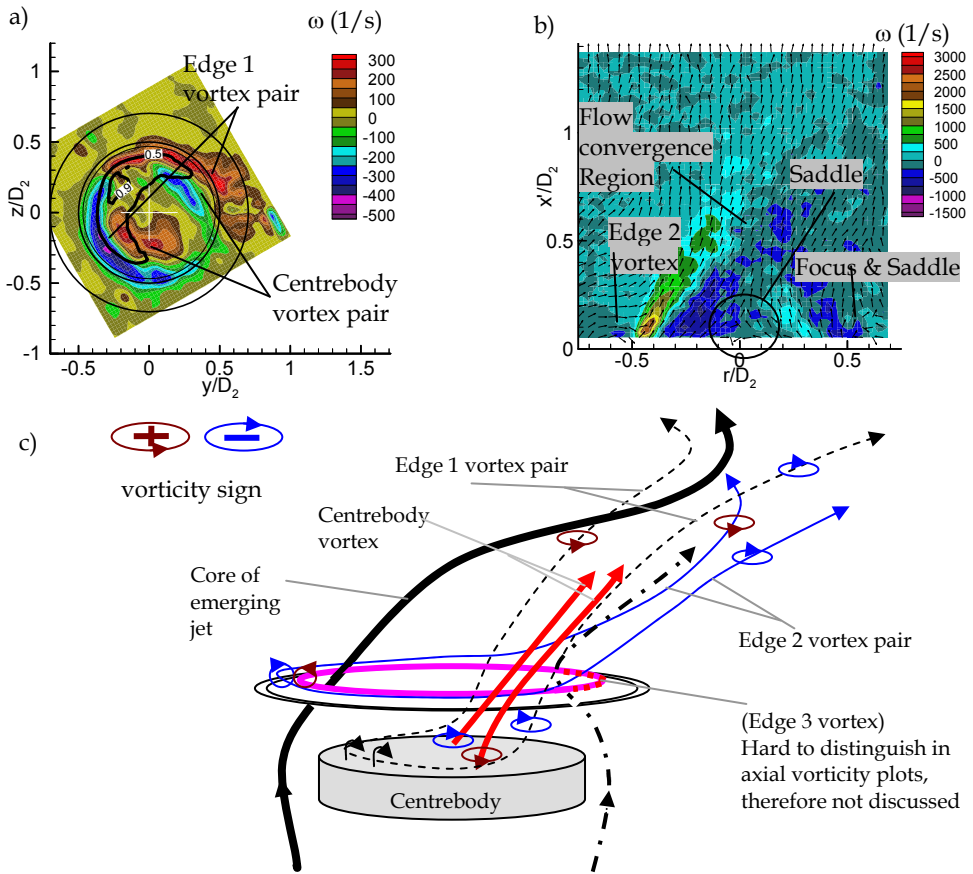 a)
ω (1/s)
Edge 1
vortex pair
300
200
100
0
-100
-200
-300
-400
-500
0.5
0.9
1
0.5
0
-0.5
-1
z/D2
-0.5
0
0.5
1
1.5
y/D2
Centrebody
vortex pair
b)
ω (1/s)
3000
2500
2000
1500
1000
500
0
-500
-1000
-1500
Flow
convergence
Region
Saddle
Edge 2
vortex
Focus & Saddle
1
0.5
0
x'/D2
-0.5
0
0.5
r/D2
c)
+
−
vorticity sign
Edge 1 vortex pair
Centrebody
vortex
Core of
emerging
jet
Edge 2 vortex pair
(Edge 3 vortex)
Hard to distinguish in
axial vorticity plots,
therefore not discussed
Centrebody